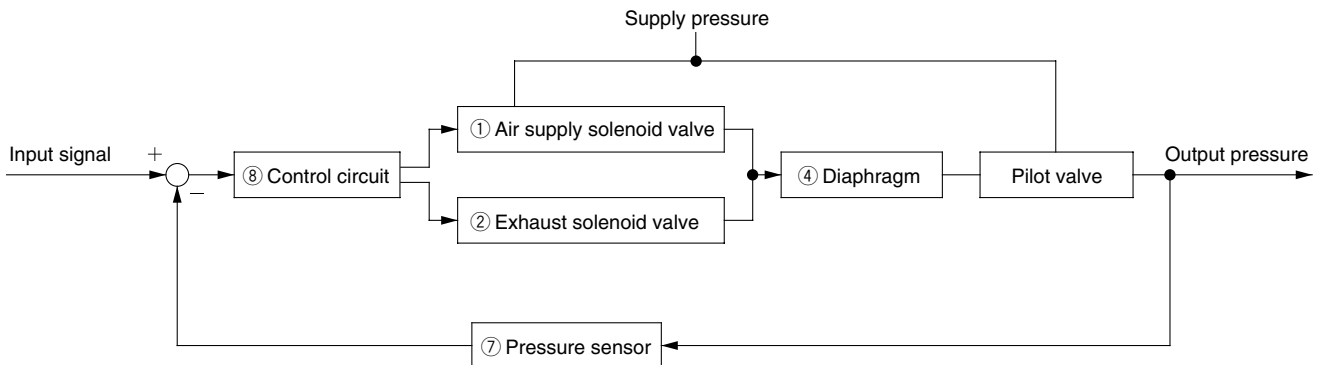 Supply pressure
① Air supply solenoid valve
Input signal
+
Output pressure
⑧ Control circuit
④ Diaphragm
Pilot valve
−
② Exhaust solenoid valve
⑦ Pressure sensor